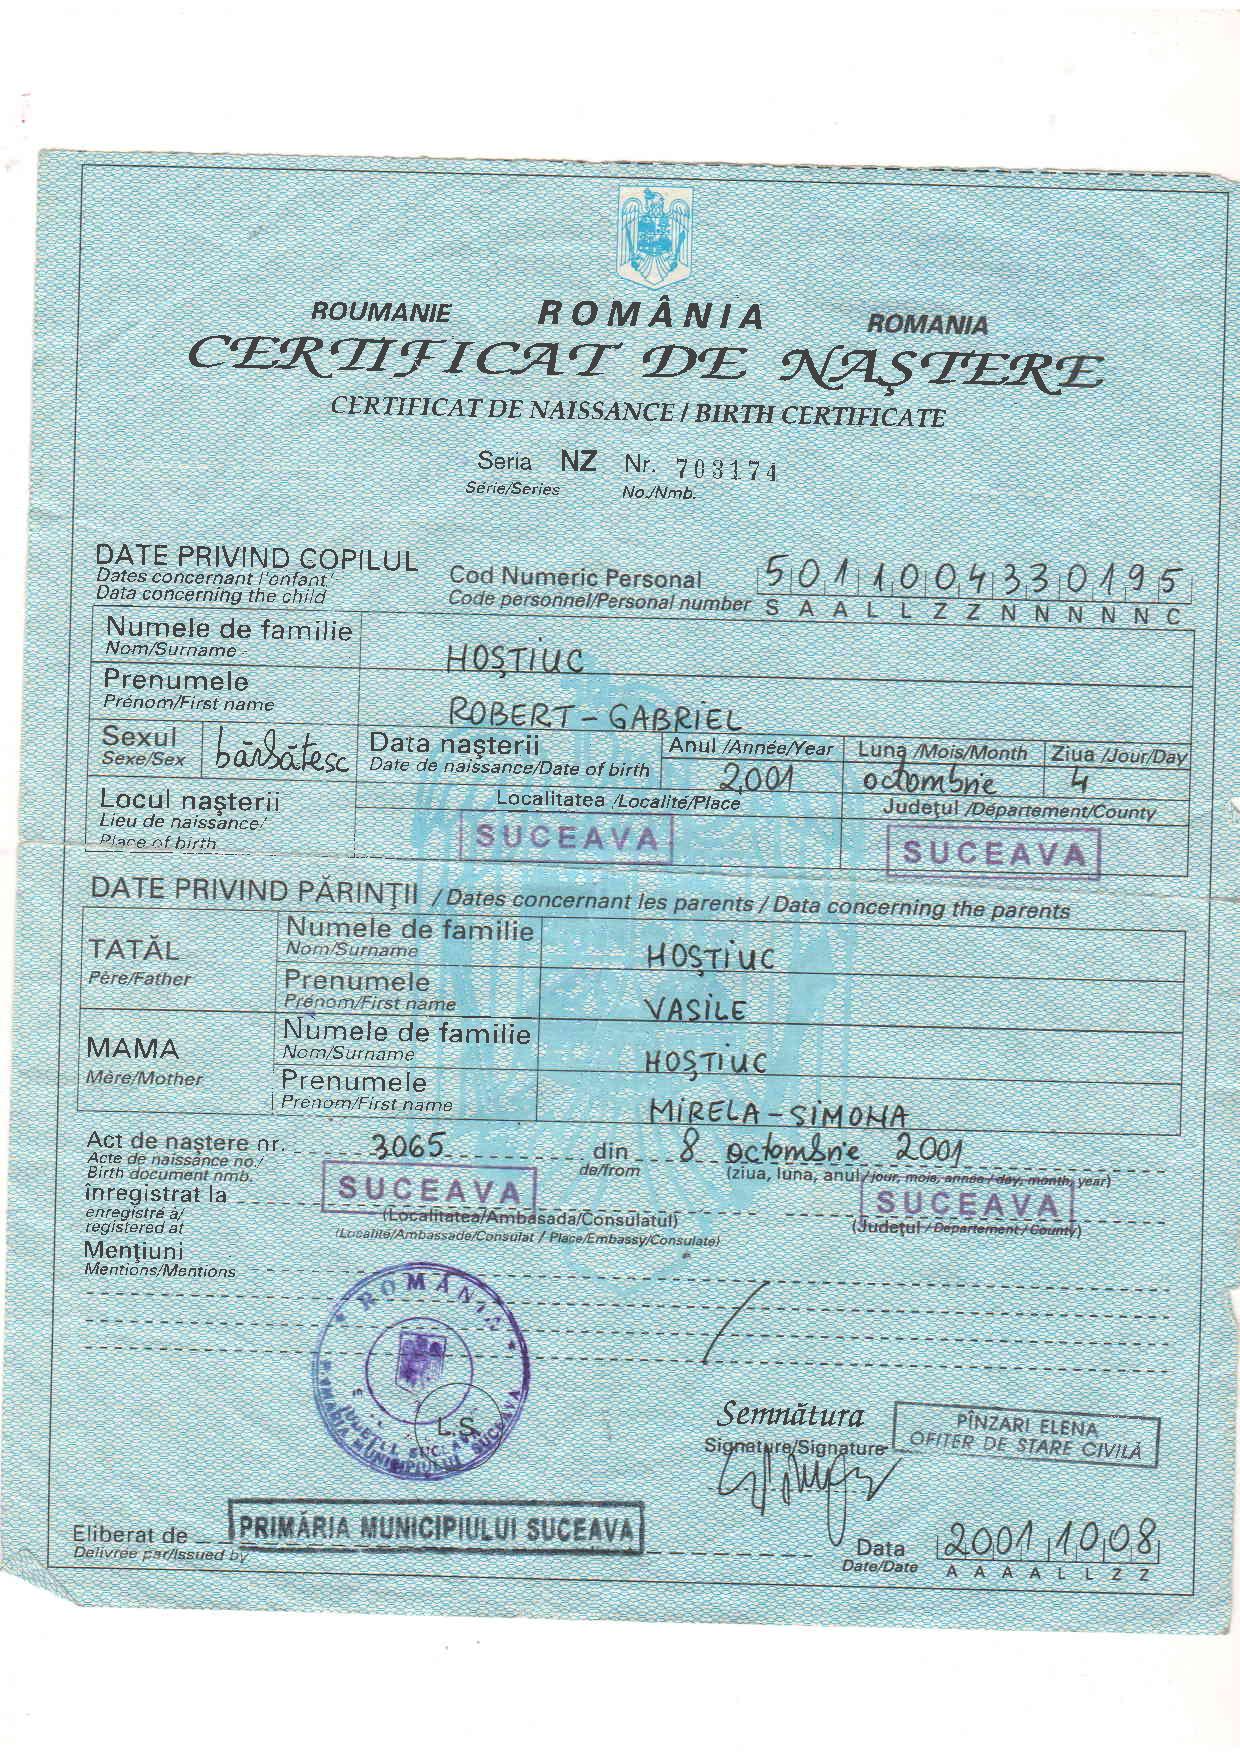 ROUMANIE ROMÂNIA ROMANIA
CERTIFICAT DE NAŞTERE
CERTIFICAT DE NAISSANCE / BIRTH CERTIFICATE
Seria NZ Nr. 703174
Série/Series No./Nmb.
DATE PRIVIND COPILUL
Dates concernant l'enfant/
Data concerning the child
Cod Numeric Personal 5011004330195
Code personnel/Personal number S A A L L Z Z N N N N N C
Numele de familie HOŞTIUC
Nom/Surname
Prenumele ROBERT-GABRIEL
Prénom/First name
Sexul bărbătesc Data naşterii Anul /Année/Year Luna /Mois/Month Ziua /Jour/Day
Sexe/Sex Date de naissance/Date of birth 2001 octombrie 4
Locul naşterii Localitatea /Localité/Place Judeţul /Département/County
Lieu de naissance/ SUCEAVA SUCEAVA
Place of birth
DATE PRIVIND PĂRINŢII / Dates concernant les parents / Data concerning the parents
TATĂL Numele de familie HOŞTIUC
Père/Father Nom/Surname
Prenumele VASILE
Prénom/First name
MAMA Numele de familie HOŞTIUC
Mère/Mother Nom/Surname
Prenumele MIRELA-SIMONA
Prenom/First name
Act de naştere nr. 3065 din 8 octombrie 2001
Acte de naissance no./ de/from (ziua, luna, anul / jour, mois, année / day, month, year)
Birth document nmb.
înregistrat la SUCEAVA SUCEAVA
enregistré à/ (Localitatea/Ambasada/Consulatul) (Judeţul / Département / County)
registered at (Localité/Ambassade/Consulat / Place/Embassy/Consulate)
Menţiuni
Mentions/Mentions
ROMÂNIA
PRIMĂRIA MUNICIPIULUI SUCEAVA
L.S.
Semnătura PÎNZARI ELENA
Signature/Signature OFIŢER DE STARE CIVILĂ
Eliberat de PRIMĂRIA MUNICIPIULUI SUCEAVA Data 2001 10 08
Délivrée par/Issued by Date/Date A A A A L L Z Z